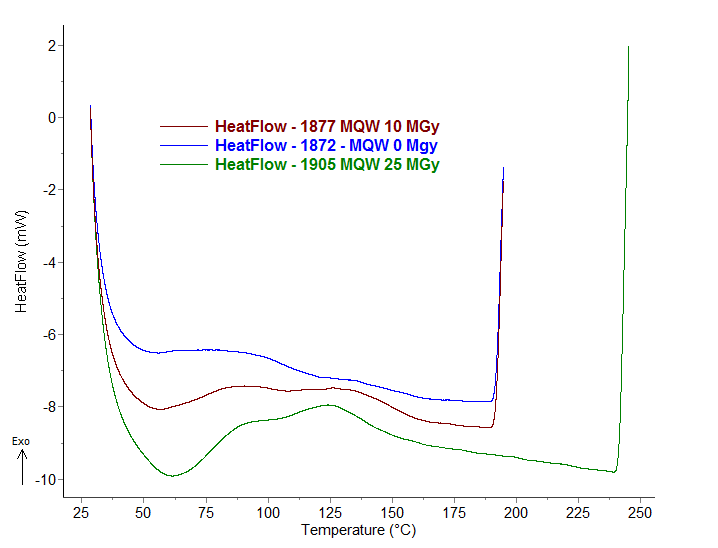 2
HeatFlow - 1877 MQW 10 MGy
0
HeatFlow - 1872 - MQW 0 Mgy
HeatFlow - 1905 MQW 25 MGy
-2
HeatFlow (mW)
-4
-6
-8
Exo
-10
25 50 75 100 125 150 175 200 225 250
Temperature (°C)